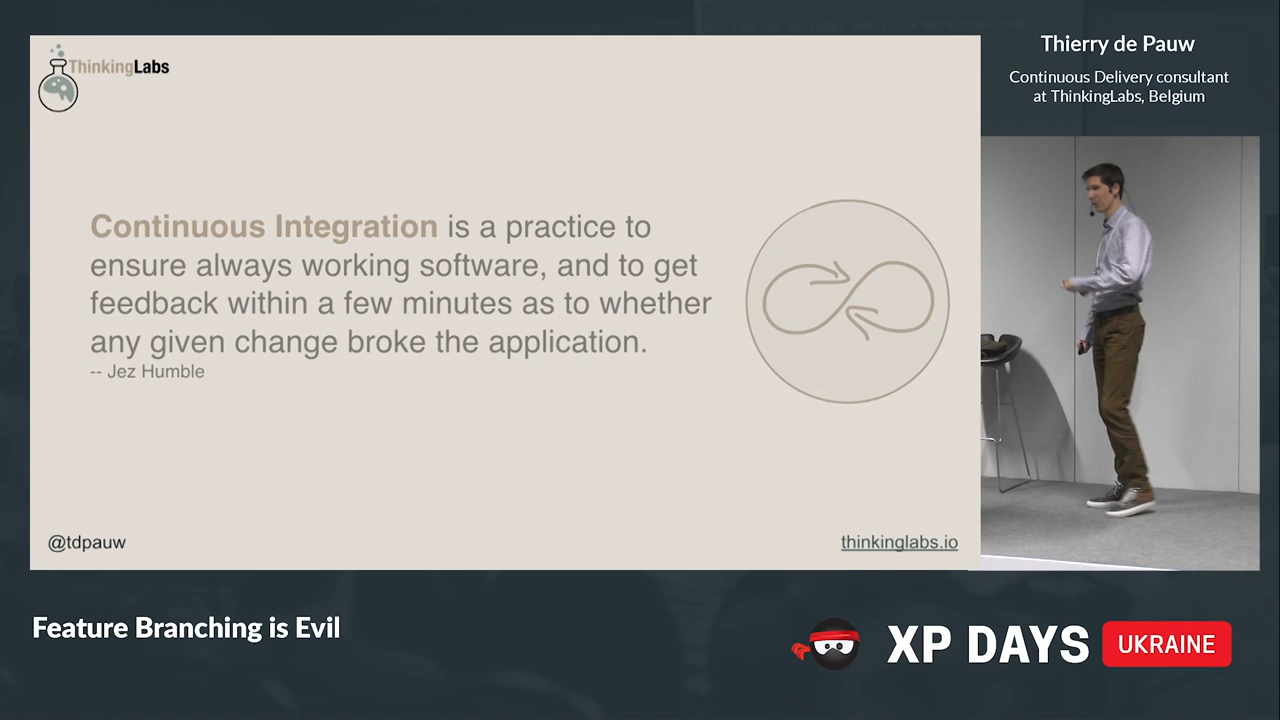 ThinkingLabs
Continuous Integration is a practice to
ensure always working software, and to get
feedback within a few minutes as to whether
any given change broke the application.
-- Jez Humble
@tdpauw
thinkinglabs.io
Thierry de Pauw
Continuous Delivery consultant
at ThinkingLabs, Belgium
Feature Branching is Evil
XP DAYS UKRAINE